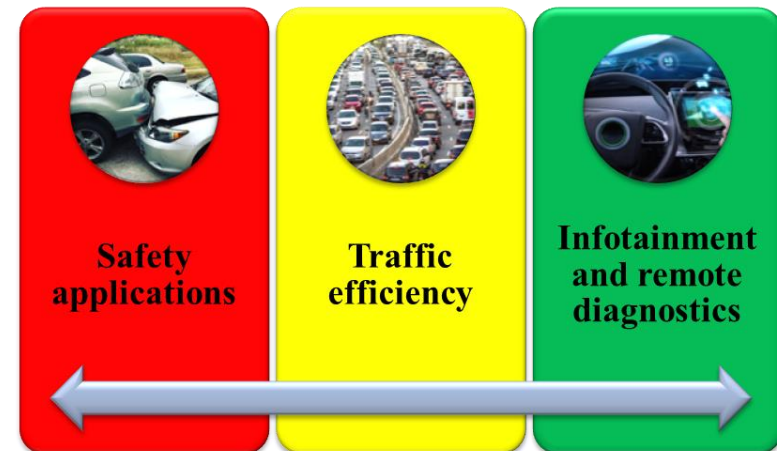 Safety
applications
Traffic
efficiency
Infotainment
and remote
diagnostics